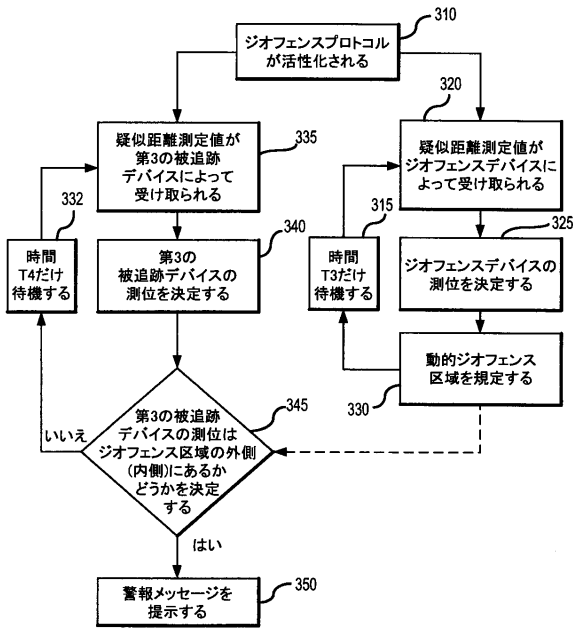 310
ジオフェンスプロトコル
が活性化される
320
疑似距離測定値が
第3の被追跡
デバイスによって
受け取られる
335
疑似距離測定値が
ジオフェンスデバイスに
よって受け取られる
332
時間
T4だけ
待機する
340
第3の
被追跡デバイスの
測位を決定する
315
時間
T3だけ
待機する
325
ジオフェンスデバイスの
測位を決定する
動的ジオフェンス
区域を規定する
330
345
第3の被追跡
デバイスの測位は
ジオフェンス区域の外側
(内側)にあるか
どうかを決定
する
いいえ
はい
警報メッセージを
提示する
350